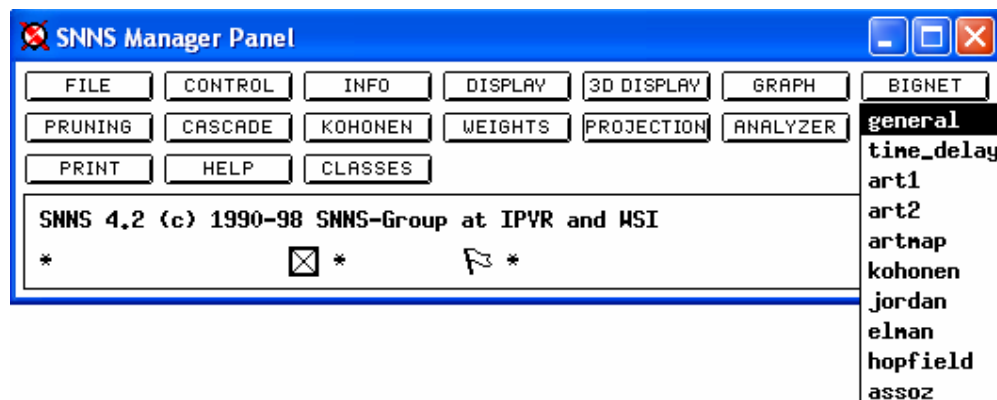 SNNS Manager Panel
FILE CONTROL INFO DISPLAY 3D DISPLAY GRAPH BIGNET
PRUNING CASCADE KOHONEN WEIGHTS PROJECTION ANALYZER
PRINT HELP CLASSES
general
time_delay
art1
art2
artmap
kohonen
jordan
elman
hopfield
assoz
SNNS 4.2 (c) 1990-98 SNNS-Group at IPVR and WSI
* * *